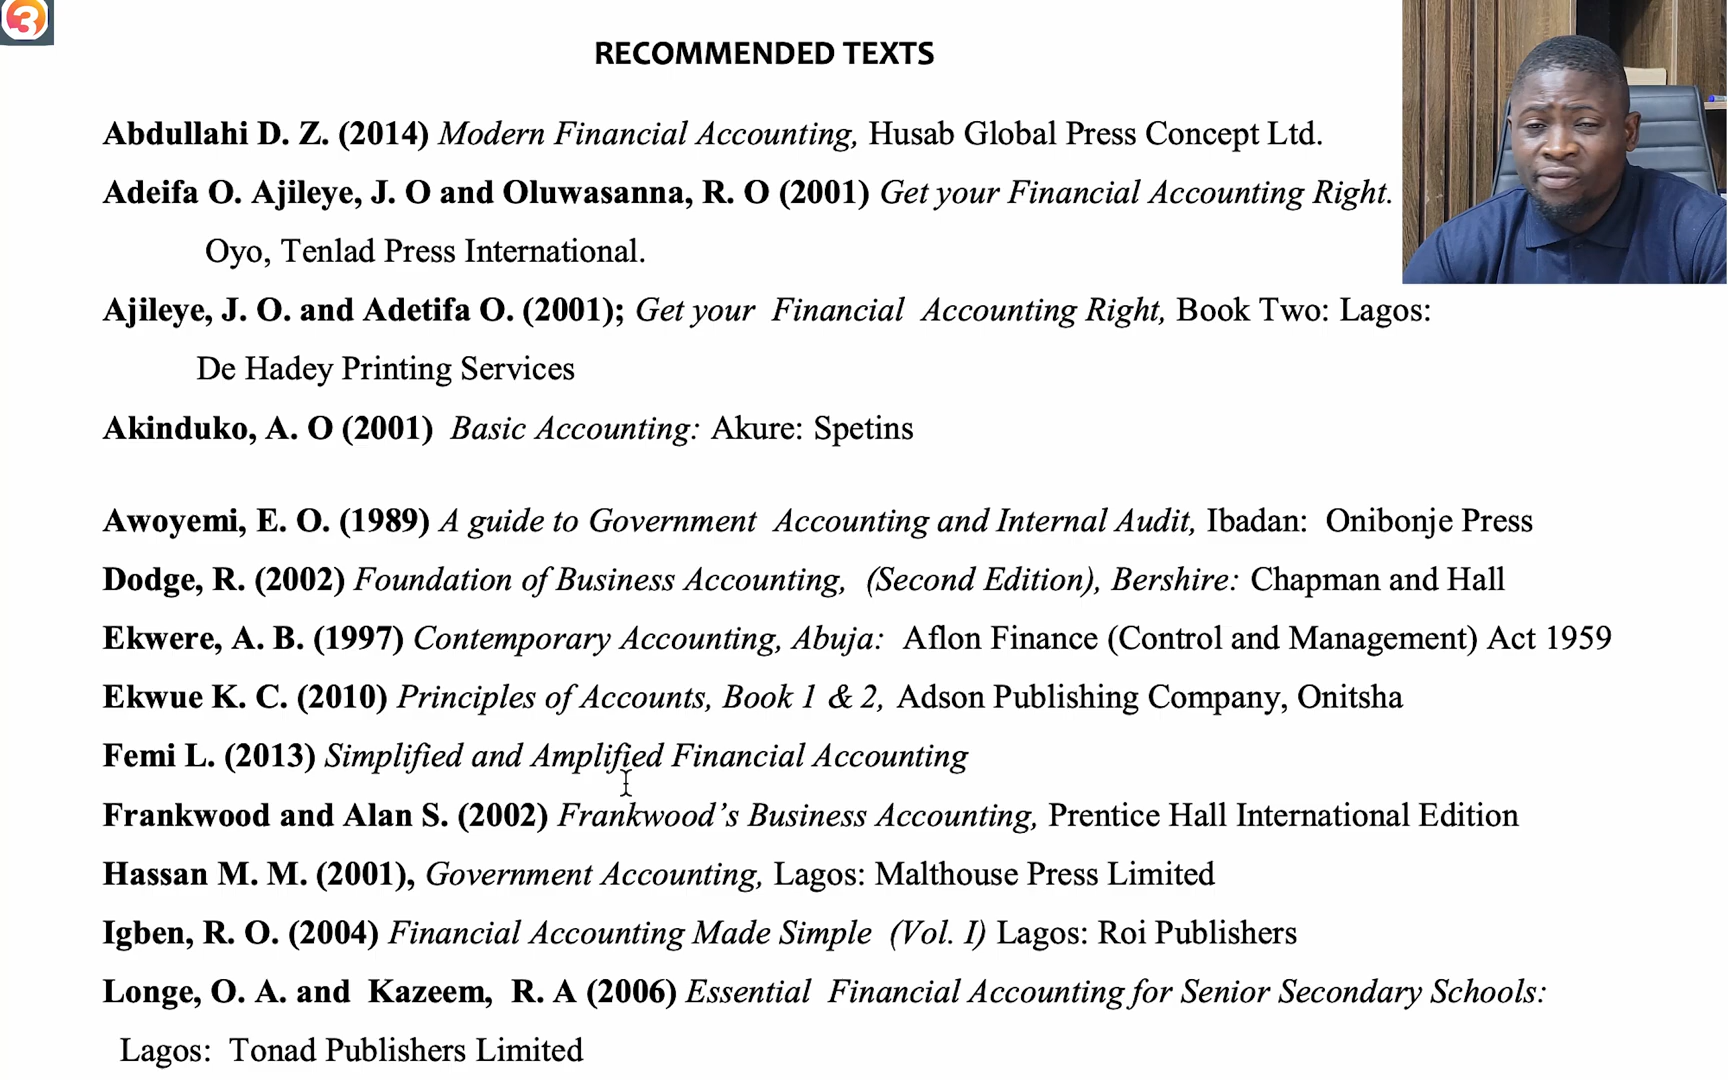 3
RECOMMENDED TEXTS
Abdullahi D. Z. (2014) Modern Financial Accounting, Husab Global Press Concept Ltd.
Adeifa O. Ajileye, J. O and Oluwasanna, R. O (2001) Get your Financial Accounting Right.
Oyo, Tenlad Press International.
Ajileye, J. O. and Adetifa O. (2001); Get your Financial Accounting Right, Book Two: Lagos:
De Hadey Printing Services
Akinduko, A. O (2001) Basic Accounting: Akure: Spetins
Awoyemi, E. O. (1989) A guide to Government Accounting and Internal Audit, Ibadan: Onibonje Press
Dodge, R. (2002) Foundation of Business Accounting, (Second Edition), Bershire: Chapman and Hall
Ekwere, A. B. (1997) Contemporary Accounting, Abuja: Aflon Finance (Control and Management) Act 1959
Ekwue K. C. (2010) Principles of Accounts, Book 1 & 2, Adson Publishing Company, Onitsha
Femi L. (2013) Simplified and Amplified Financial Accounting
Frankwood and Alan S. (2002) Frankwood’s Business Accounting, Prentice Hall International Edition
Hassan M. M. (2001), Government Accounting, Lagos: Malthouse Press Limited
Igben, R. O. (2004) Financial Accounting Made Simple (Vol. I) Lagos: Roi Publishers
Longe, O. A. and Kazeem, R. A (2006) Essential Financial Accounting for Senior Secondary Schools:
Lagos: Tonad Publishers Limited